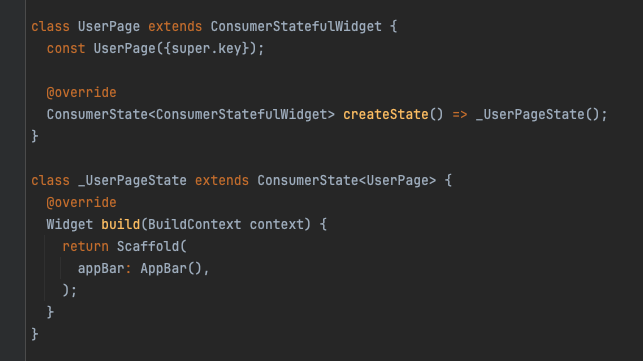 class UserPage extends ConsumerStatefulWidget {
  const UserPage({super.key});

  @override
  ConsumerState<ConsumerStatefulWidget> createState() => _UserPageState();
}

class _UserPageState extends ConsumerState<UserPage> {
  @override
  Widget build(BuildContext context) {
    return Scaffold(
      appBar: AppBar(),
    );
  }
}